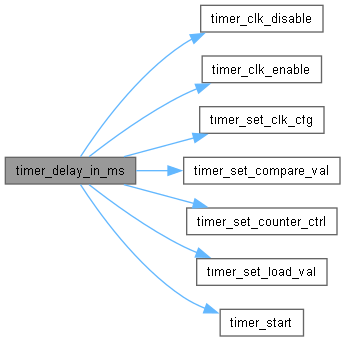 timer_clk_disable
timer_clk_enable
timer_set_clk_cfg
timer_delay_in_ms
timer_set_compare_val
timer_set_counter_ctrl
timer_set_load_val
timer_start